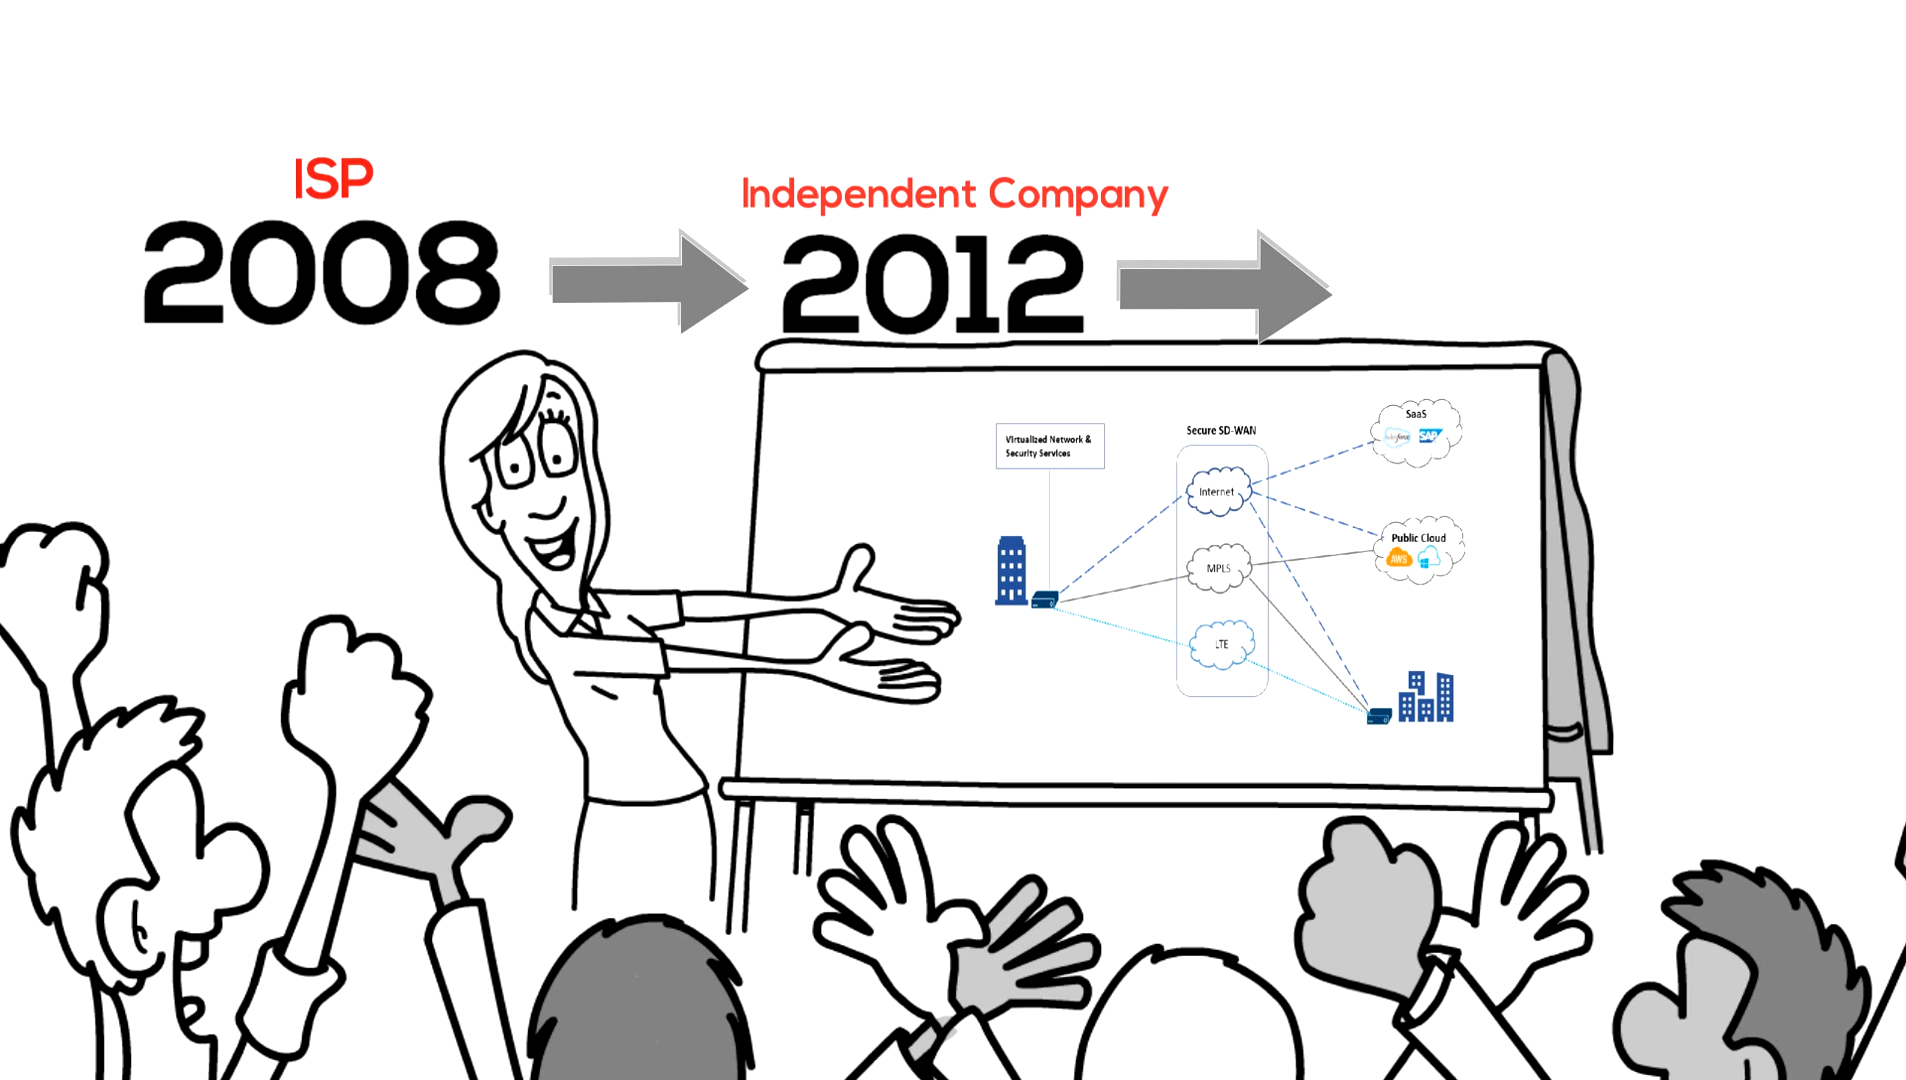 ISP
2008
Independent Company
2012
Virtualized Network &
Security Services
Secure SD-WAN
Internet
MPLS
LTE
SaaS
SAP
Public Cloud
AWS